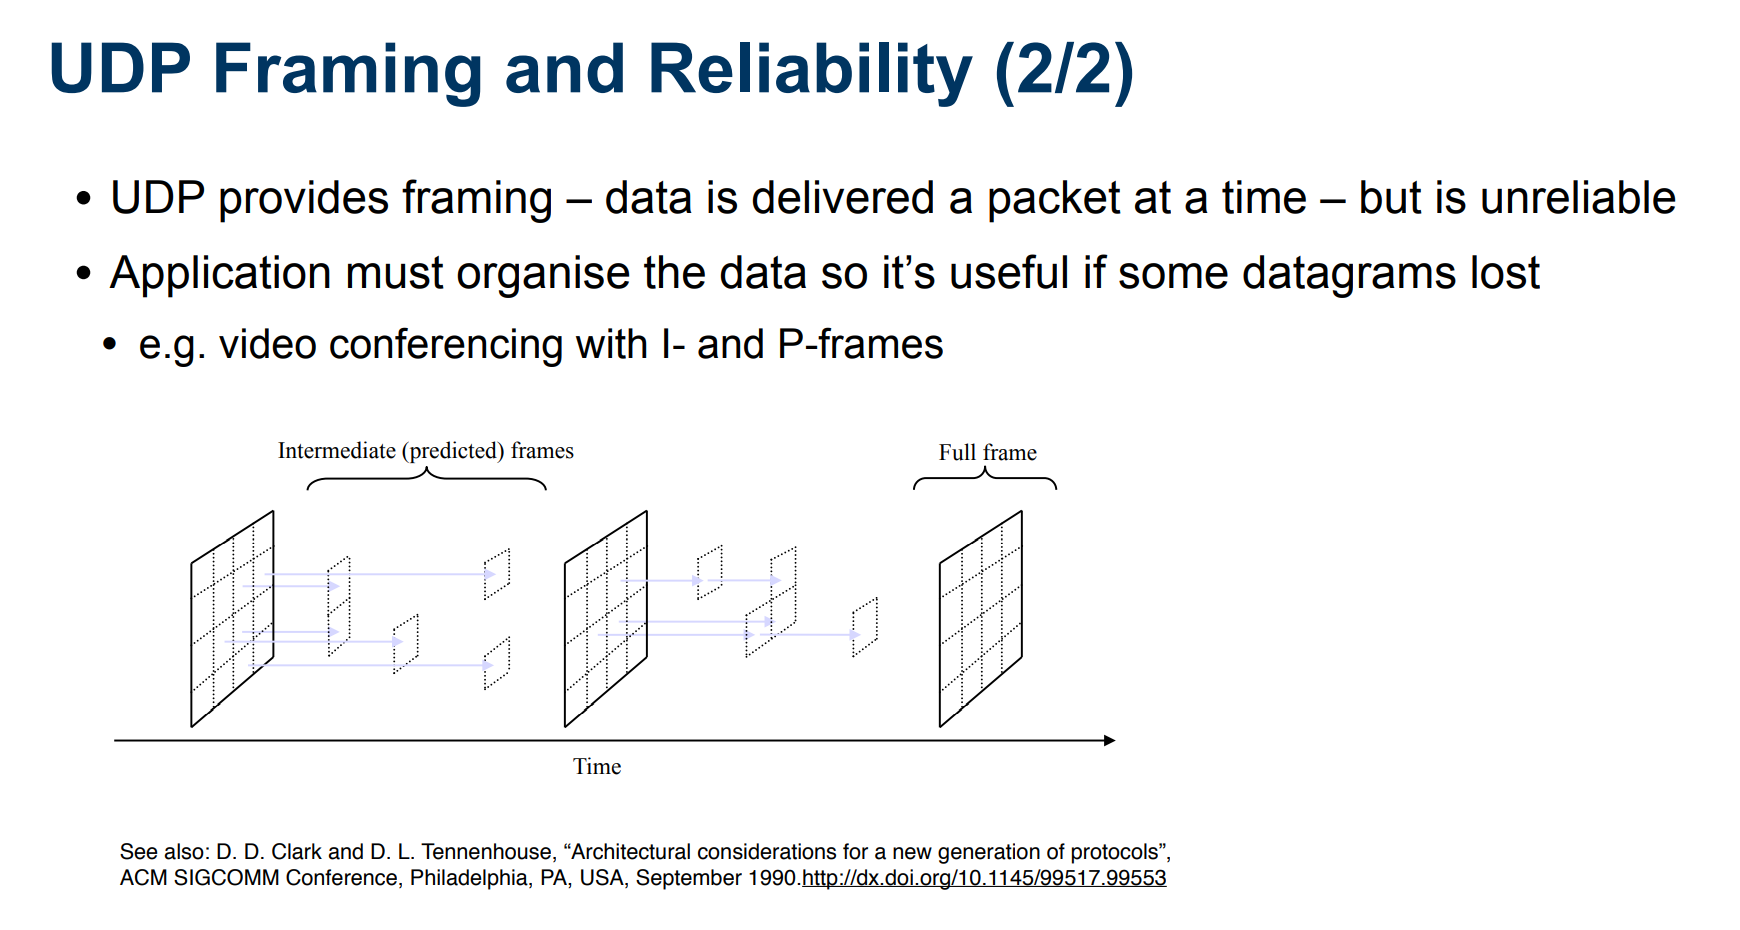 UDP Framing and Reliability (2/2)
• UDP provides framing – data is delivered a packet at a time – but is unreliable
• Application must organise the data so it’s useful if some datagrams lost
• e.g. video conferencing with I- and P-frames
Intermediate (predicted) frames
Full frame
Time
See also: D. D. Clark and D. L. Tennenhouse, “Architectural considerations for a new generation of protocols”,
ACM SIGCOMM Conference, Philadelphia, PA, USA, September 1990.http://dx.doi.org/10.1145/99517.99553